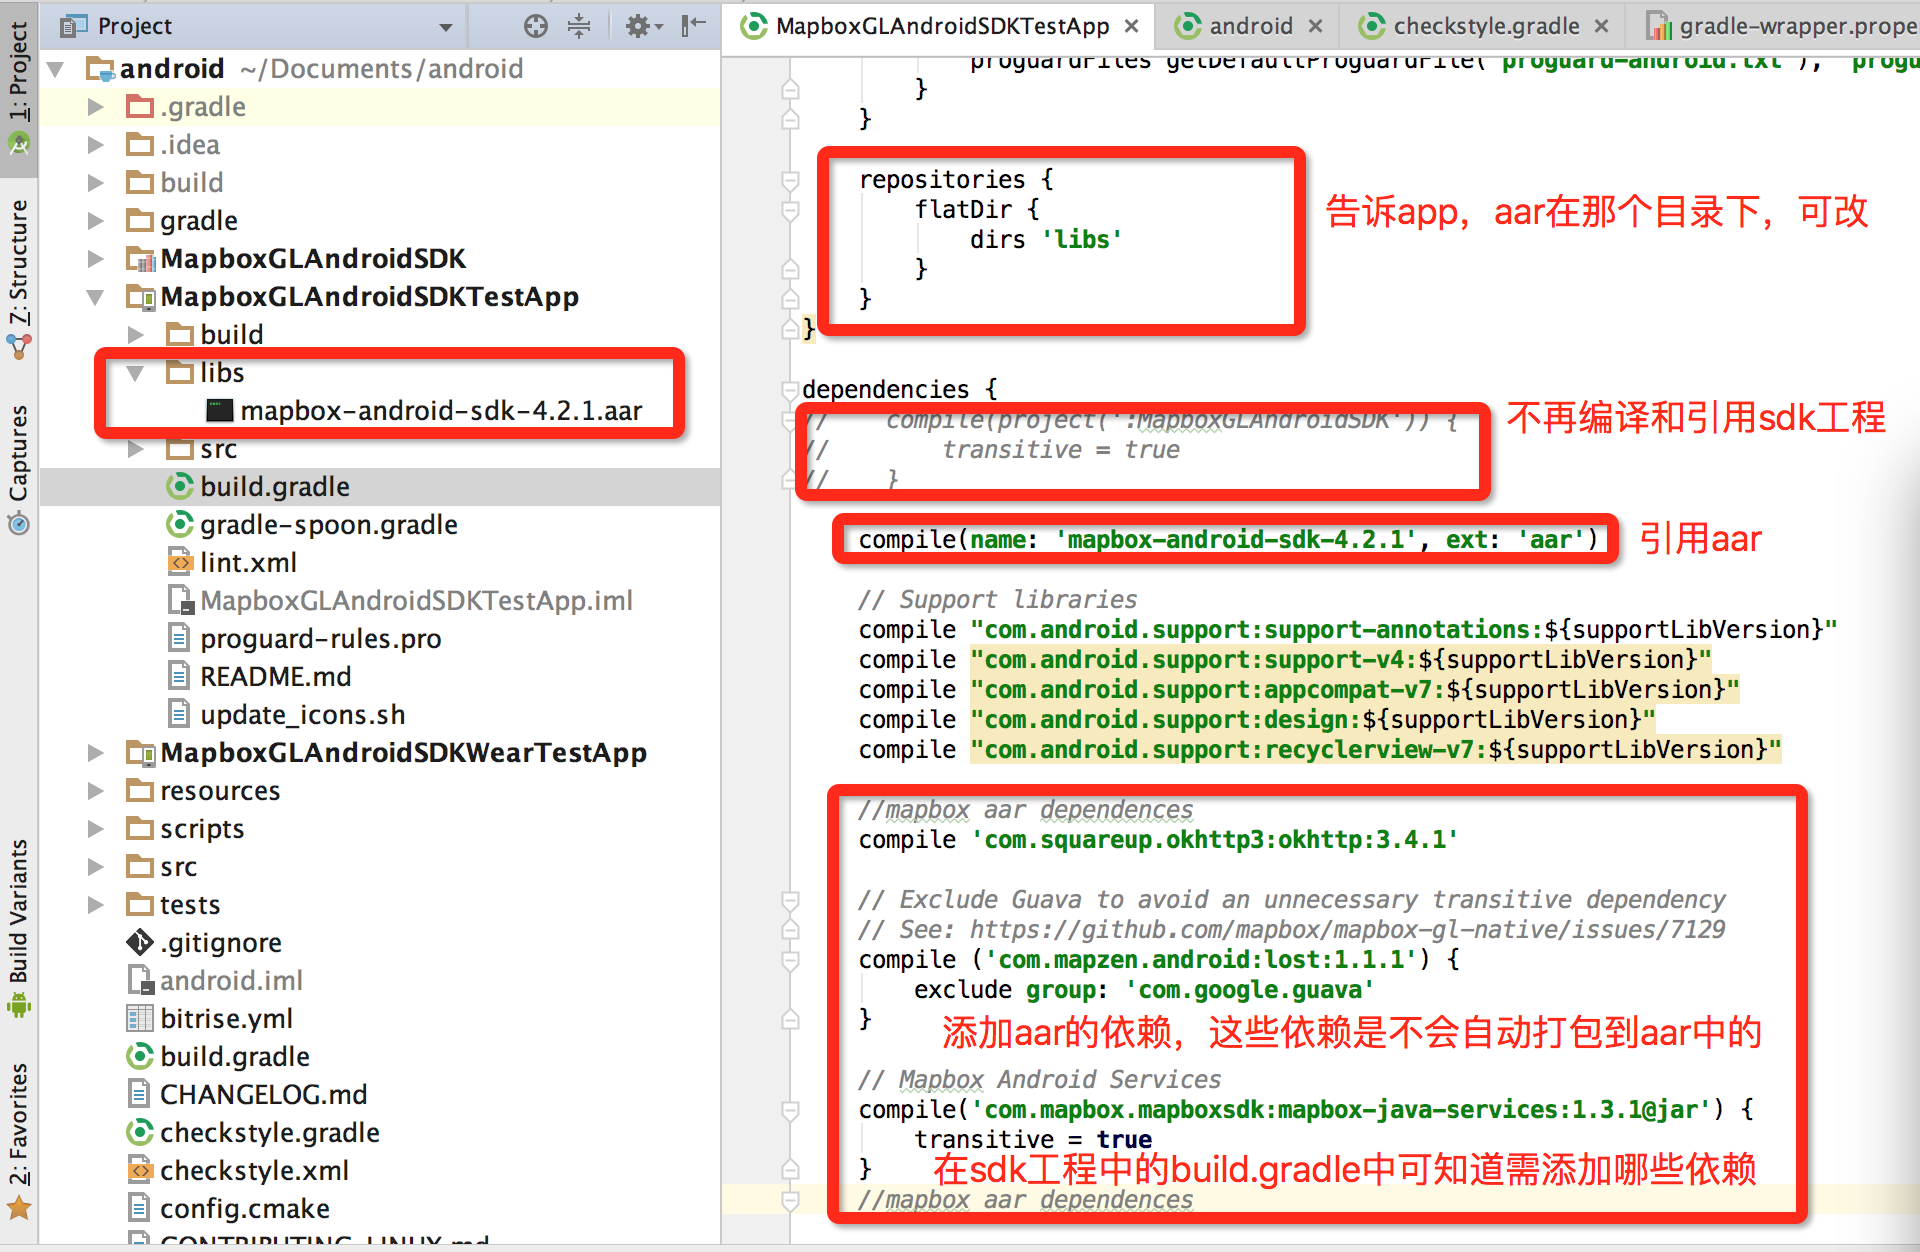 Project
MapboxGLAndroidSDKTestApp
android
checkstyle.gradle
gradle-wrapper.prope
1: Project
7: Structure
Captures
Build Variants
2: Favorites
android ~/Documents/android
.gradle
.idea
build
gradle
MapboxGLAndroidSDK
MapboxGLAndroidSDKTestApp
build
libs
mapbox-android-sdk-4.2.1.aar
src
build.gradle
gradle-spoon.gradle
lint.xml
MapboxGLAndroidSDKTestApp.iml
proguard-rules.pro
README.md
update_icons.sh
MapboxGLAndroidSDKWearTestApp
resources
scripts
src
tests
.gitignore
android.iml
bitrise.yml
build.gradle
CHANGELOG.md
checkstyle.gradle
checkstyle.xml
config.cmake
CONTRIBUTING_LINUX.md
proguardFiles getDefaultProguardFile('proguard-android.txt'), 'progu
}
}
repositories {
flatDir {
dirs 'libs'
}
}
}
告诉app，aar在那个目录下，可改
dependencies {
// compile(project(':MapboxGLAndroidSDK')) {
// transitive = true
// }
不再编译和引用sdk工程
compile(name: 'mapbox-android-sdk-4.2.1', ext: 'aar')
引用aar
// Support libraries
compile "com.android.support:support-annotations:${supportLibVersion}"
compile "com.android.support:support-v4:${supportLibVersion}"
compile "com.android.support:appcompat-v7:${supportLibVersion}"
compile "com.android.support:design:${supportLibVersion}"
compile "com.android.support:recyclerview-v7:${supportLibVersion}"
//mapbox aar dependences
compile 'com.squareup.okhttp3:okhttp:3.4.1'
// Exclude Guava to avoid an unnecessary transitive dependency
// See: https://github.com/mapbox/mapbox-gl-native/issues/7129
compile ('com.mapzen.android:lost:1.1.1') {
exclude group: 'com.google.guava'
}
添加aar的依赖，这些依赖是不会自动打包到aar中的
// Mapbox Android Services
compile('com.mapbox.mapboxsdk:mapbox-java-services:1.3.1@jar') {
transitive = true
}
在sdk工程中的build.gradle中可知道需添加哪些依赖
//mapbox aar dependences